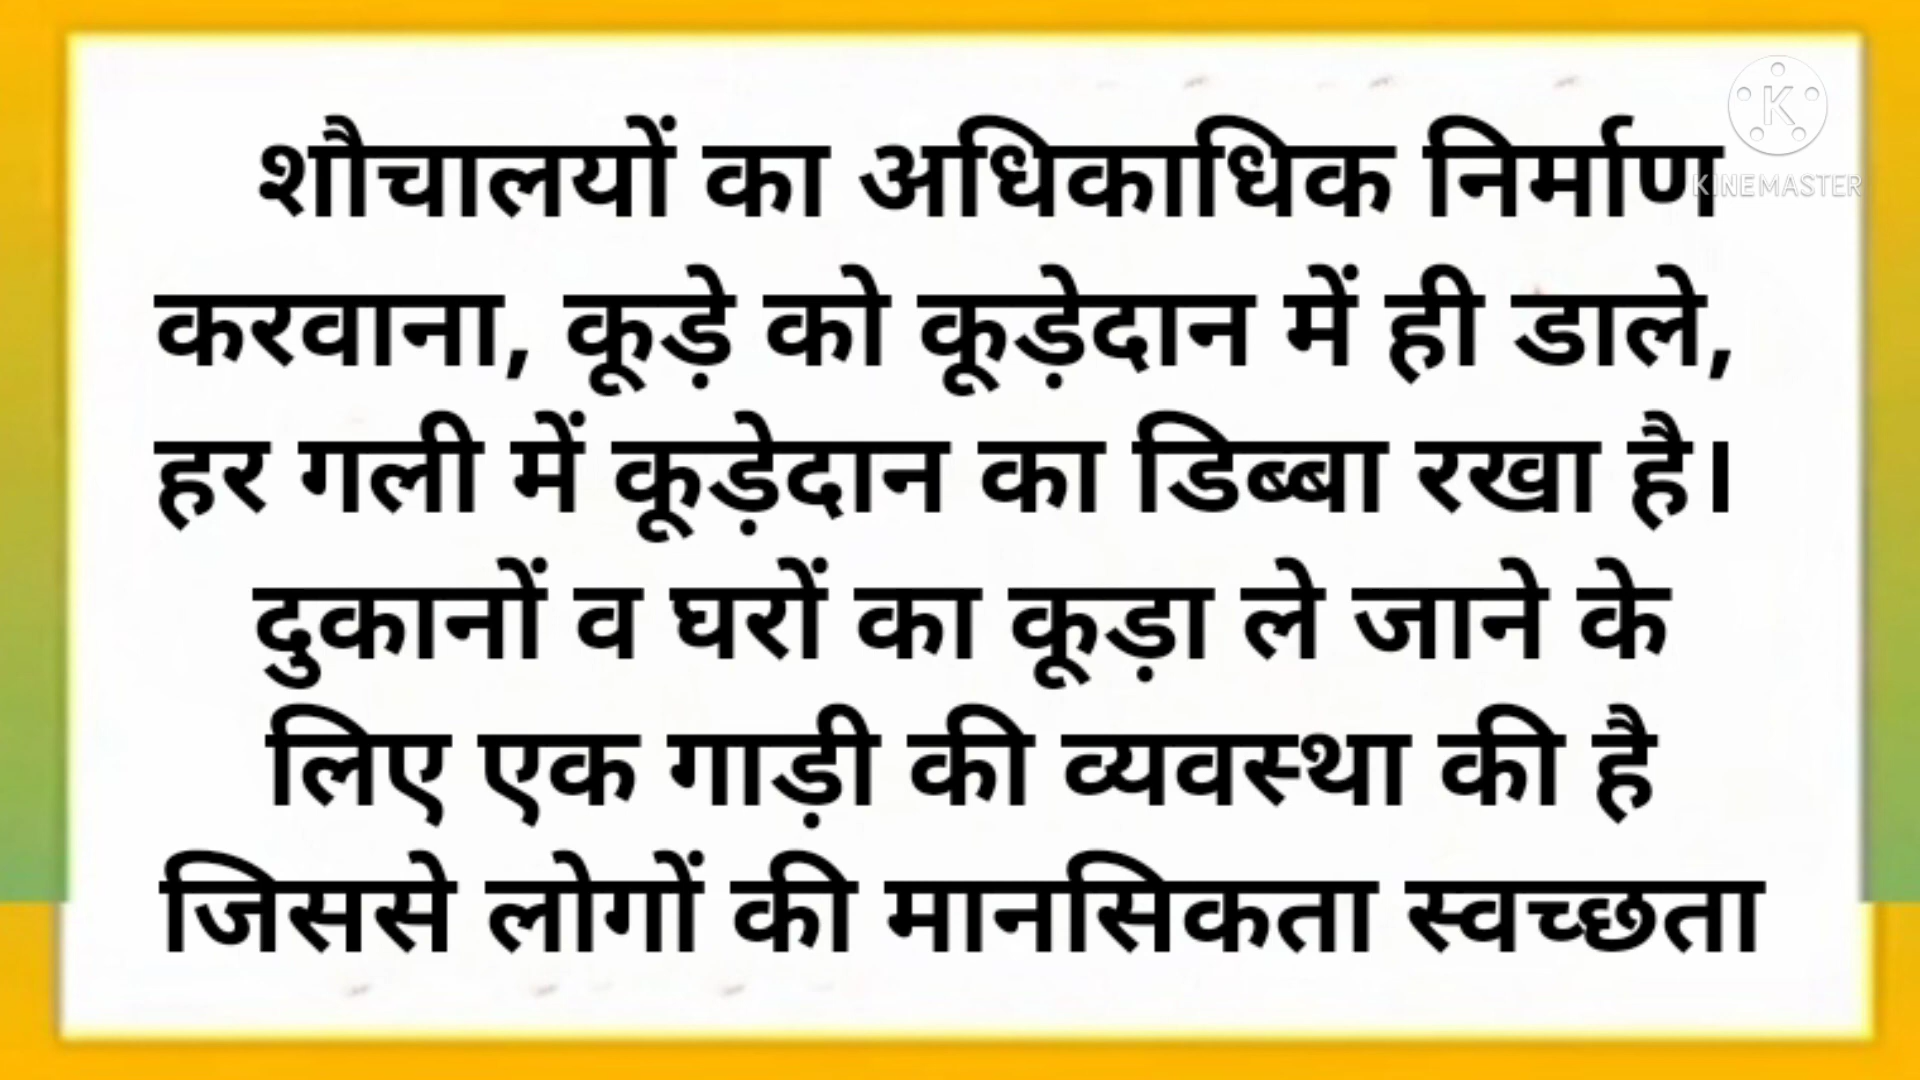 शौचालयों का अधिकाधिक निर्माण
करवाना, कूड़े को कूड़ेदान में ही डाले,
हर गली में कूड़ेदान का डिब्बा रखा है।
दुकानों व घरों का कूड़ा ले जाने के
लिए एक गाड़ी की व्यवस्था की है
जिससे लोगों की मानसिकता स्वच्छता
K
KINEMASTER